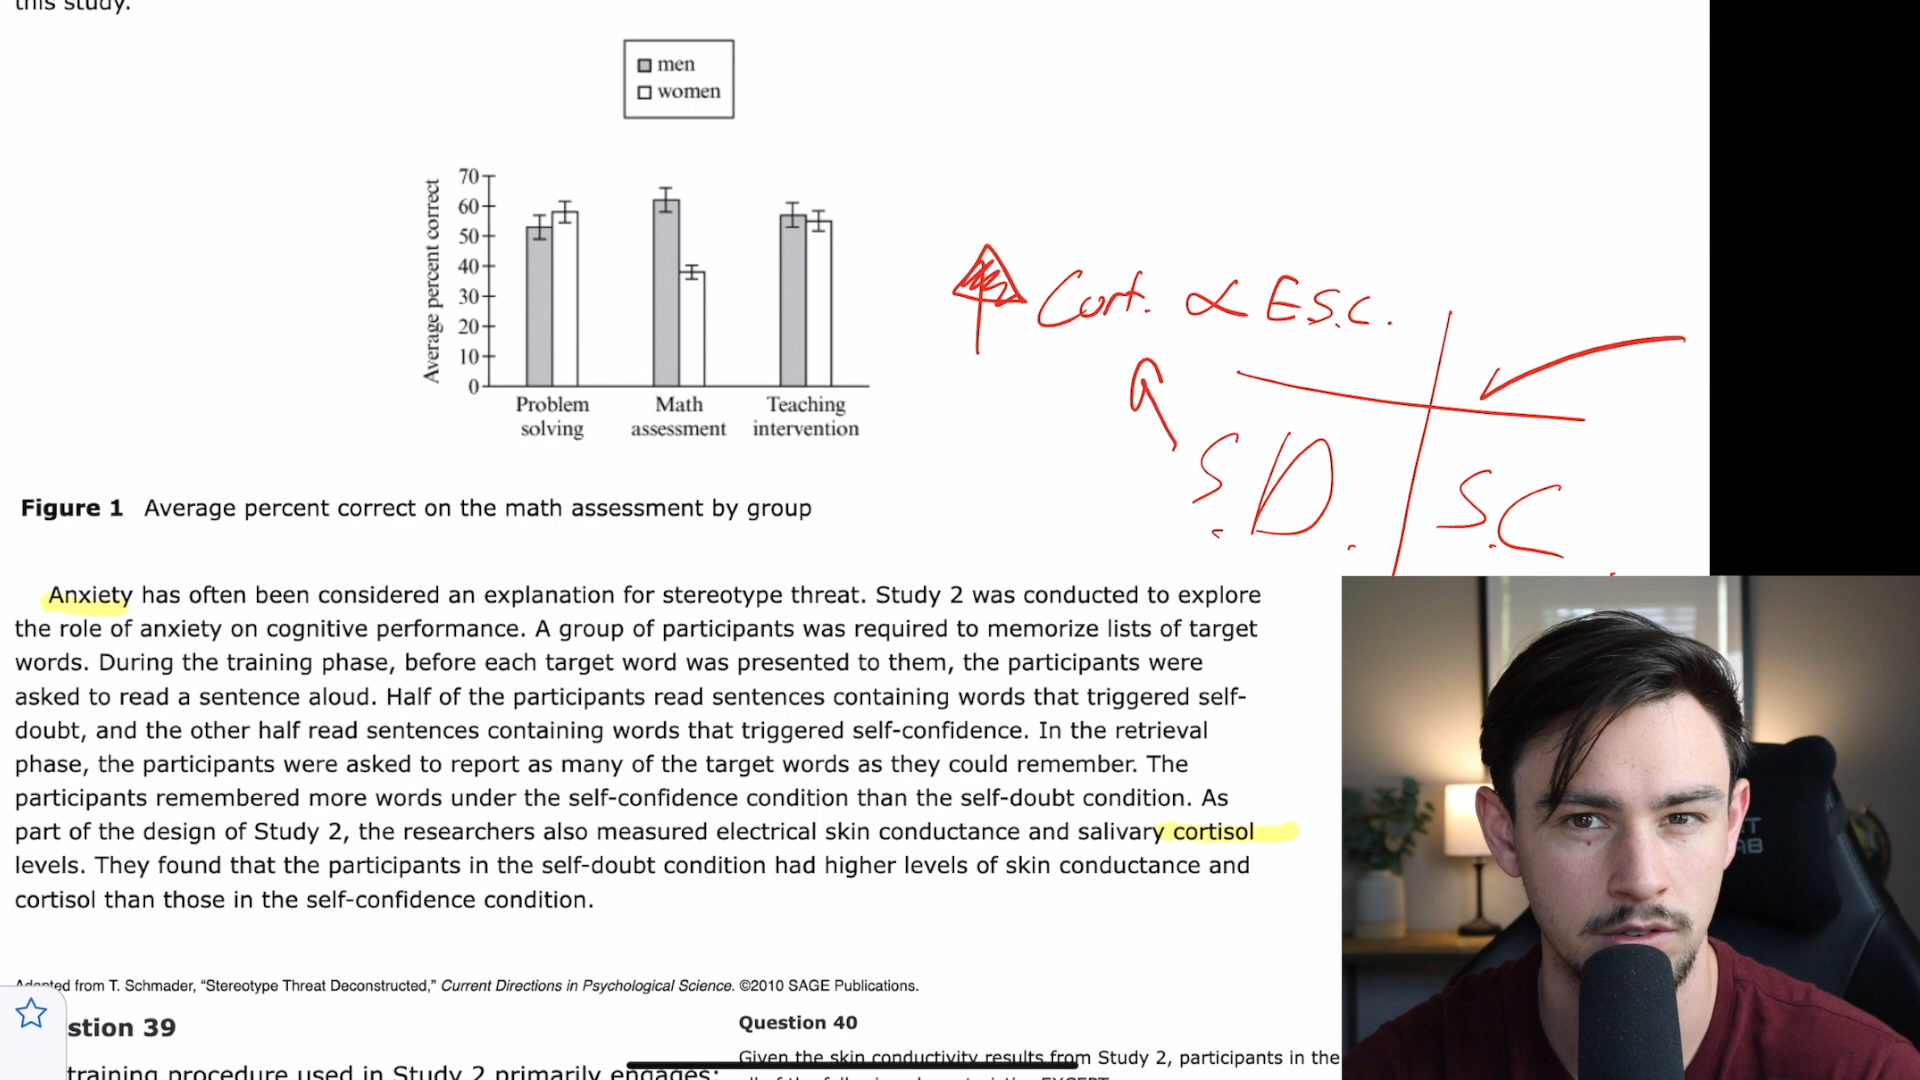 this study.
men
women
Average percent correct
70
60
50
40
30
20
10
0
Problem
solving
Math
assessment
Teaching
intervention
Cort. ∝ E.S.C.
S.D.
S.C
Figure 1 Average percent correct on the math assessment by group
Anxiety has often been considered an explanation for stereotype threat. Study 2 was conducted to explore
the role of anxiety on cognitive performance. A group of participants was required to memorize lists of target
words. During the training phase, before each target word was presented to them, the participants were
asked to read a sentence aloud. Half of the participants read sentences containing words that triggered self-
doubt, and the other half read sentences containing words that triggered self-confidence. In the retrieval
phase, the participants were asked to report as many of the target words as they could remember. The
participants remembered more words under the self-confidence condition than the self-doubt condition. As
part of the design of Study 2, the researchers also measured electrical skin conductance and salivary cortisol
levels. They found that the participants in the self-doubt condition had higher levels of skin conductance and
cortisol than those in the self-confidence condition.
Adapted from T. Schmader, “Stereotype Threat Deconstructed,” Current Directions in Psychological Science. ©2010 SAGE Publications.
stion 39
training procedure used in Study 2 primarily engages:
Question 40
Given the skin conductivity results from Study 2, participants in the
all of the following characteristics EXCEPT